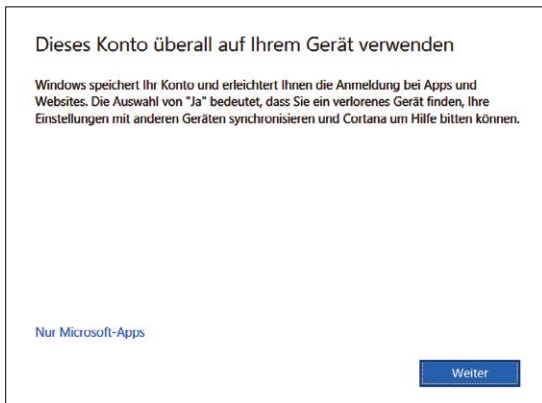 Dieses Konto überall auf Ihrem Gerät verwenden
Windows speichert Ihr Konto und erleichtert Ihnen die Anmeldung bei Apps und
Websites. Die Auswahl von "Ja" bedeutet, dass Sie ein verlorenes Gerät finden, Ihre
Einstellungen mit anderen Geräten synchronisieren und Cortana um Hilfe bitten können.
Nur Microsoft-Apps
Weiter